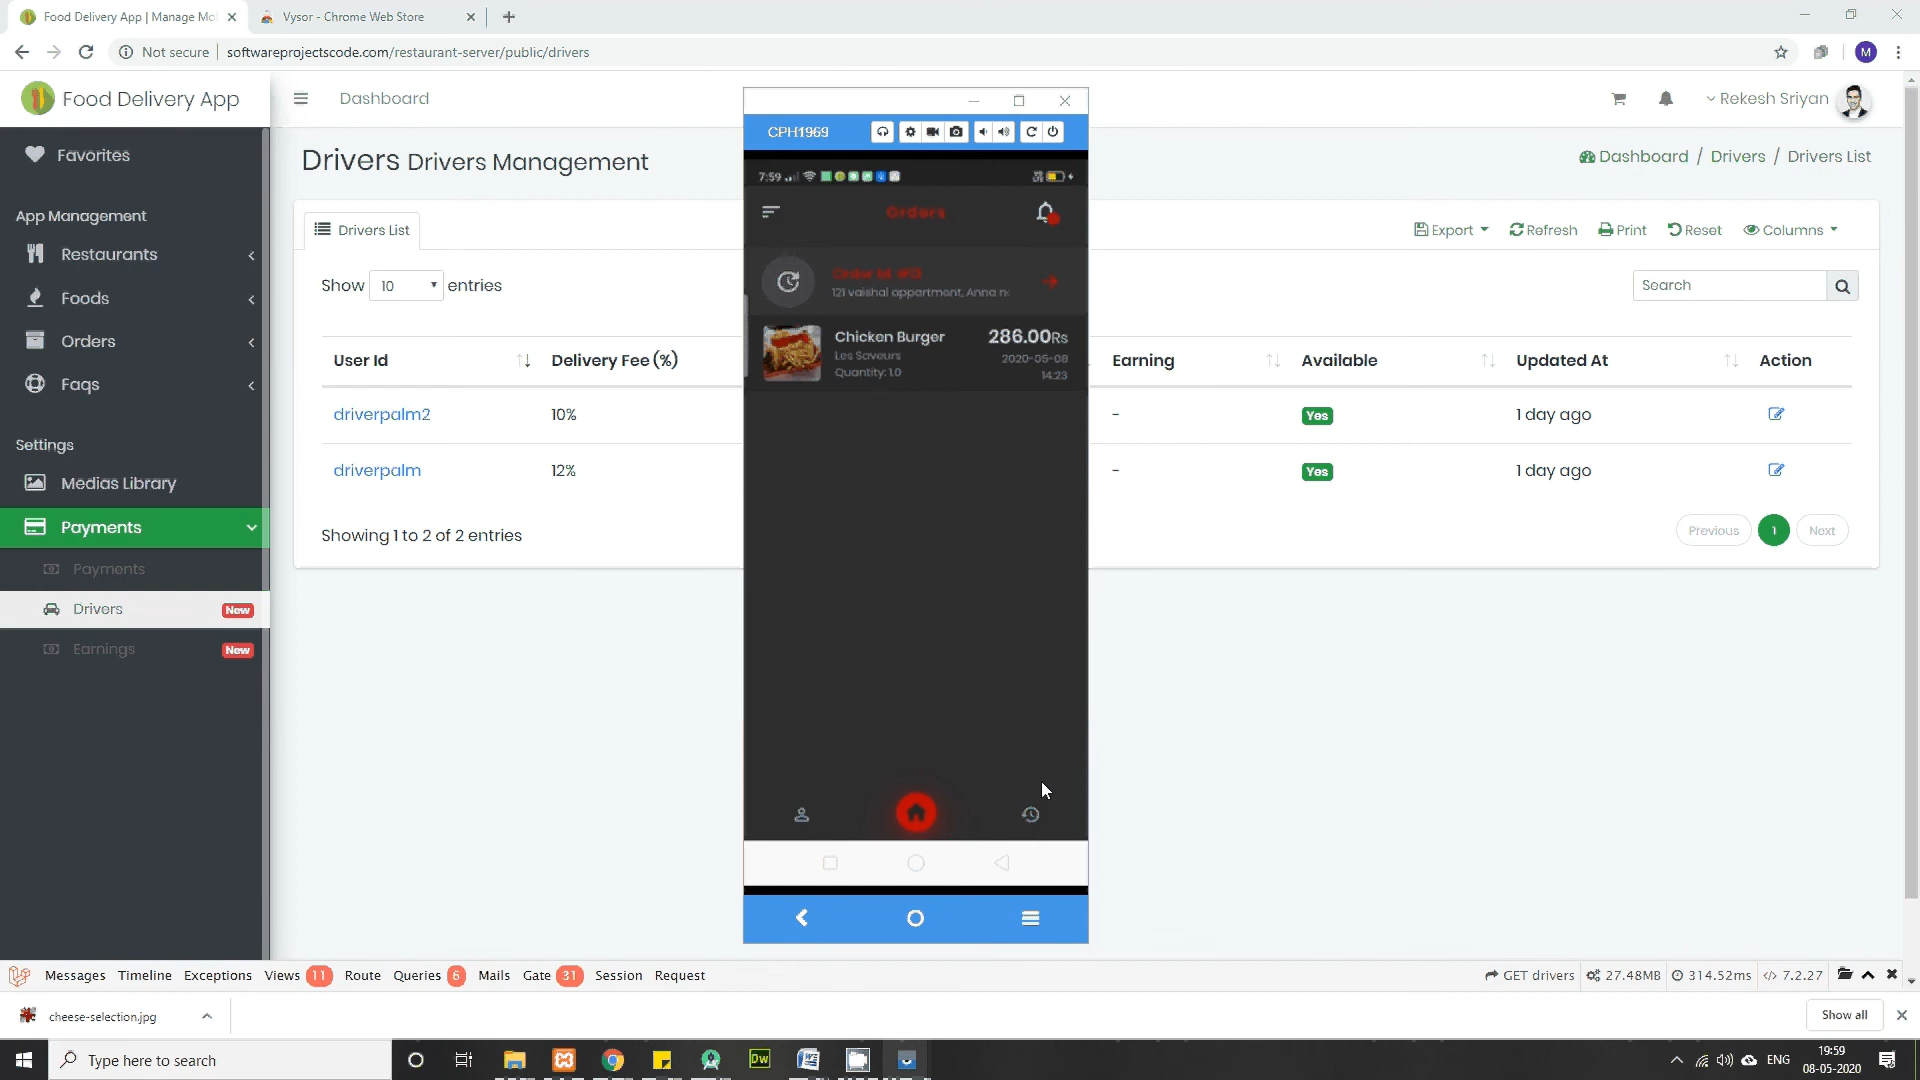 Food Delivery App | Manage Mo
Vysor - Chrome Web Store
Not secure
softwareprojectscode.com/restaurant-server/public/drivers
M
Food Delivery App
Dashboard
Rekesh Sriyan
Favorites
App Management
Restaurants
Foods
Orders
Faqs
Settings
Medias Library
Payments
Payments
Drivers New
Earnings New
Drivers Drivers Management
Dashboard / Drivers / Drivers List
Drivers List
Export
Refresh
Print
Reset
Columns
Show 10 entries
Search
User Id
Delivery Fee (%)
Earning
Available
Updated At
Action
driverpalm2 10% - Yes 1 day ago
driverpalm 12% - Yes 1 day ago
Showing 1 to 2 of 2 entries
Previous 1 Next
CPH1969
7:59
Orders
121 vaishal appartment, Anna n
Chicken Burger
286.00Rs
Les Saveurs
2020-05-08
Quantity: 1.0
14:23
Messages Timeline Exceptions Views 11 Route Queries 6 Mails Gate 31 Session Request
GET drivers 27.48MB 314.52ms 7.2.27
cheese-selection.jpg
Show all
Type here to search
Dw
ENG
19:59
08-05-2020